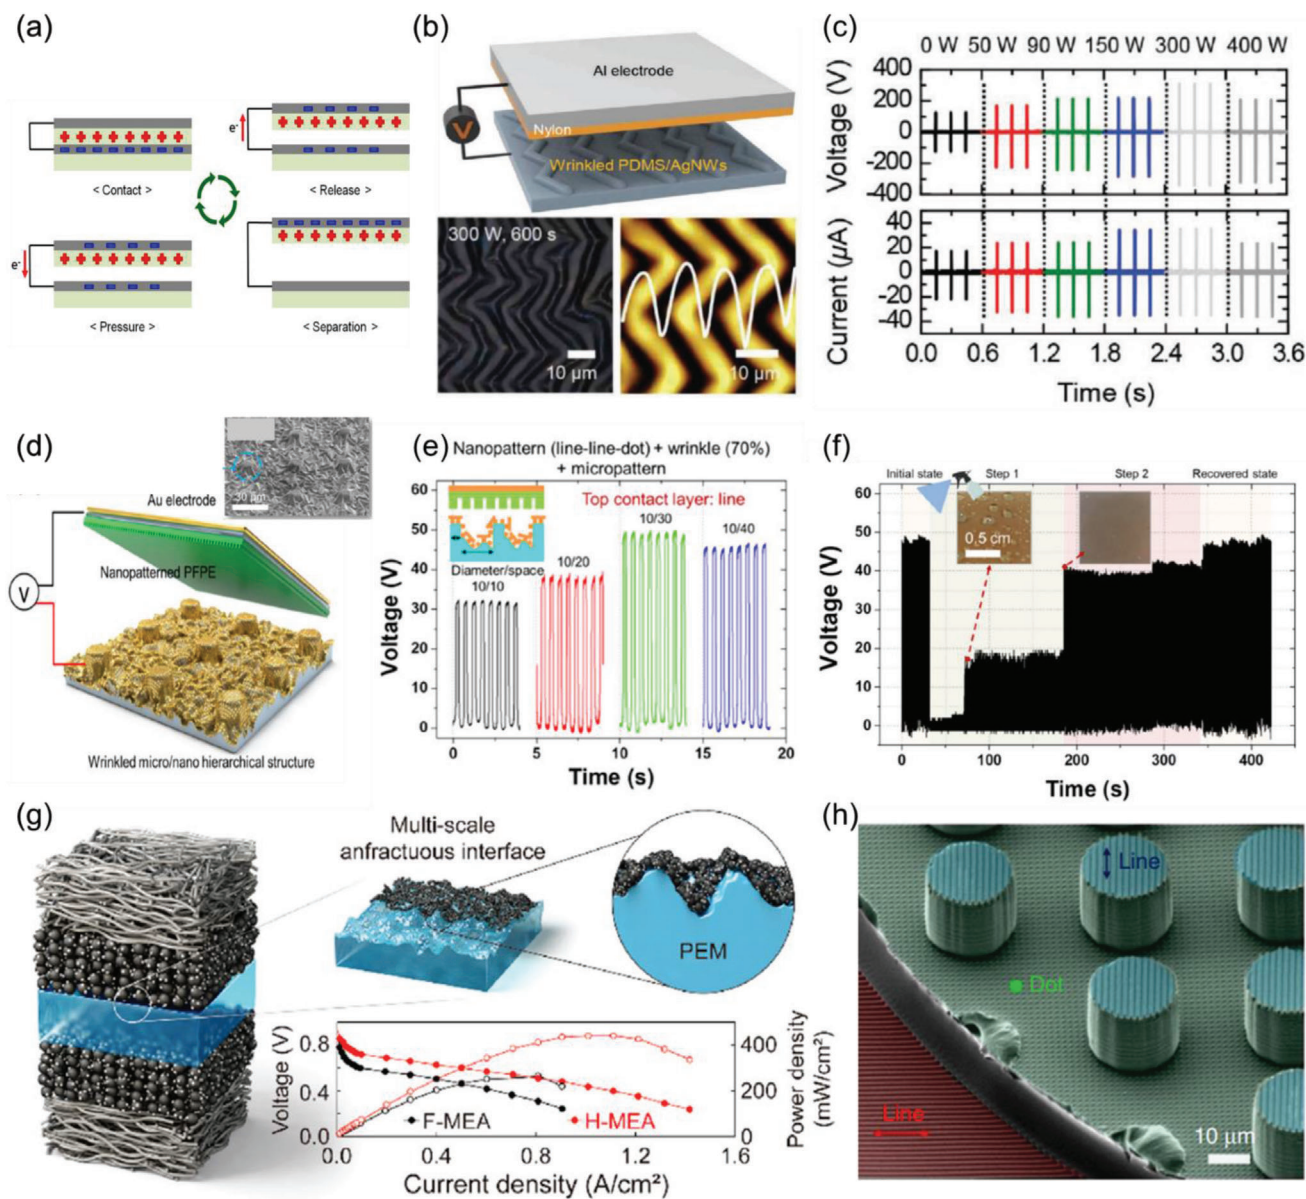 (a)
e-
< Contact >
< Release >
e-
< Pressure >
< Separation >
(b)
Al electrode
V
Nylon
Wrinkled PDMS/AgNWs
300 W, 600 s
10 µm
10 µm
(c)
0 W 50 W 90 W 150 W 300 W 400 W
Voltage (V)
400
200
0
-200
-400
Current (µA)
40
20
0
-20
-40
0.0 0.6 1.2 1.8 2.4 3.0 3.6
Time (s)
(d)
30 µm
Au electrode
V
Nanopatterned PFPE
Wrinkled micro/nano hierarchical structure
(e)
Nanopattern (line-line-dot) + wrinkle (70%)
+ micropattern
Top contact layer: line
Diameter/space
10/10
10/20
10/30
10/40
Voltage (V)
60
50
40
30
20
10
0
0 5 10 15 20
Time (s)
(f)
Initial state Step 1 Step 2 Recovered state
0.5 cm
Voltage (V)
60
50
40
30
20
10
0
0 100 200 300 400
Time (s)
(g)
Multi-scale
anfractuous interface
PEM
Voltage (V)
0.8
0.4
0.0
F-MEA H-MEA
400
200
0
Power density
(mW/cm²)
0.0 0.4 0.8 1.2 1.6
Current density (A/cm²)
(h)
Line
Dot
Line
10 µm